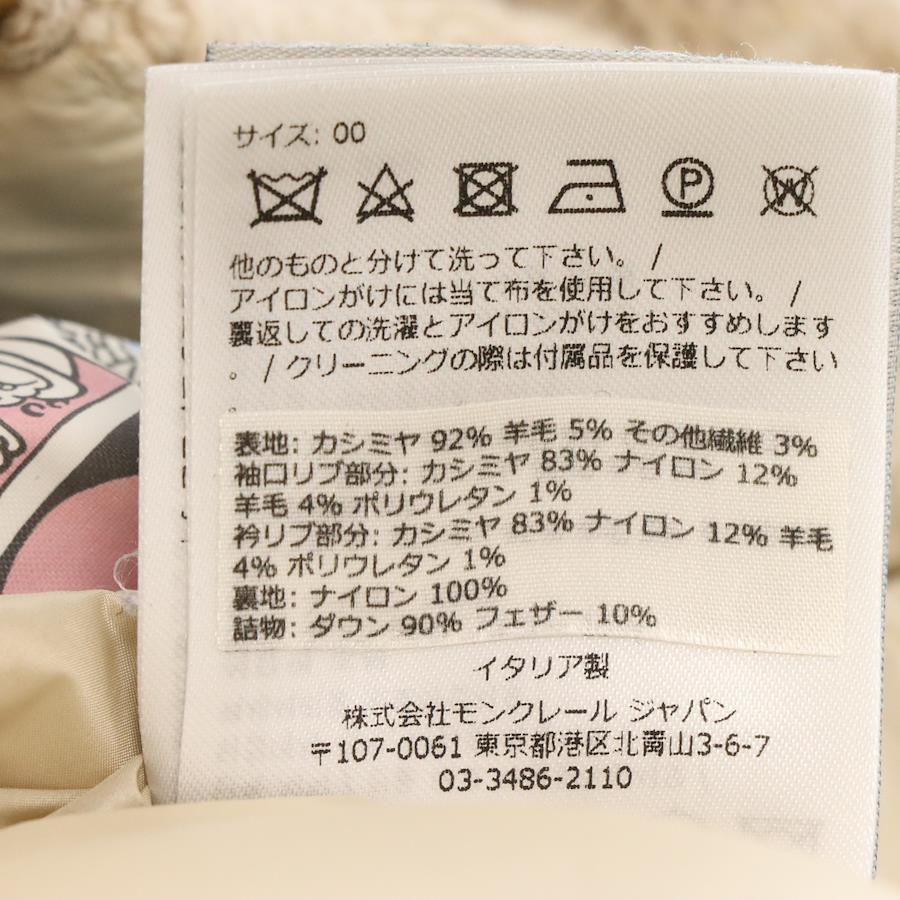 サイズ: 00
P
W
他のものと分けて洗って下さい。 /
アイロンがけには当て布を使用して下さい。 /
裏返しての洗濯とアイロンがけをおすすめします
。 / クリーニングの際は付属品を保護して下さい
。
表地: カシミヤ 92% 羊毛 5% その他繊維 3%
袖口リブ部分: カシミヤ 83% ナイロン 12%
羊毛 4% ポリウレタン 1%
衿リブ部分: カシミヤ 83% ナイロン 12% 羊毛
4% ポリウレタン 1%
裏地: ナイロン 100%
詰物: ダウン 90% フェザー 10%
イタリア製
株式会社モンクレール ジャパン
〒107-0061 東京都港区北青山3-6-7
03-3486-2110